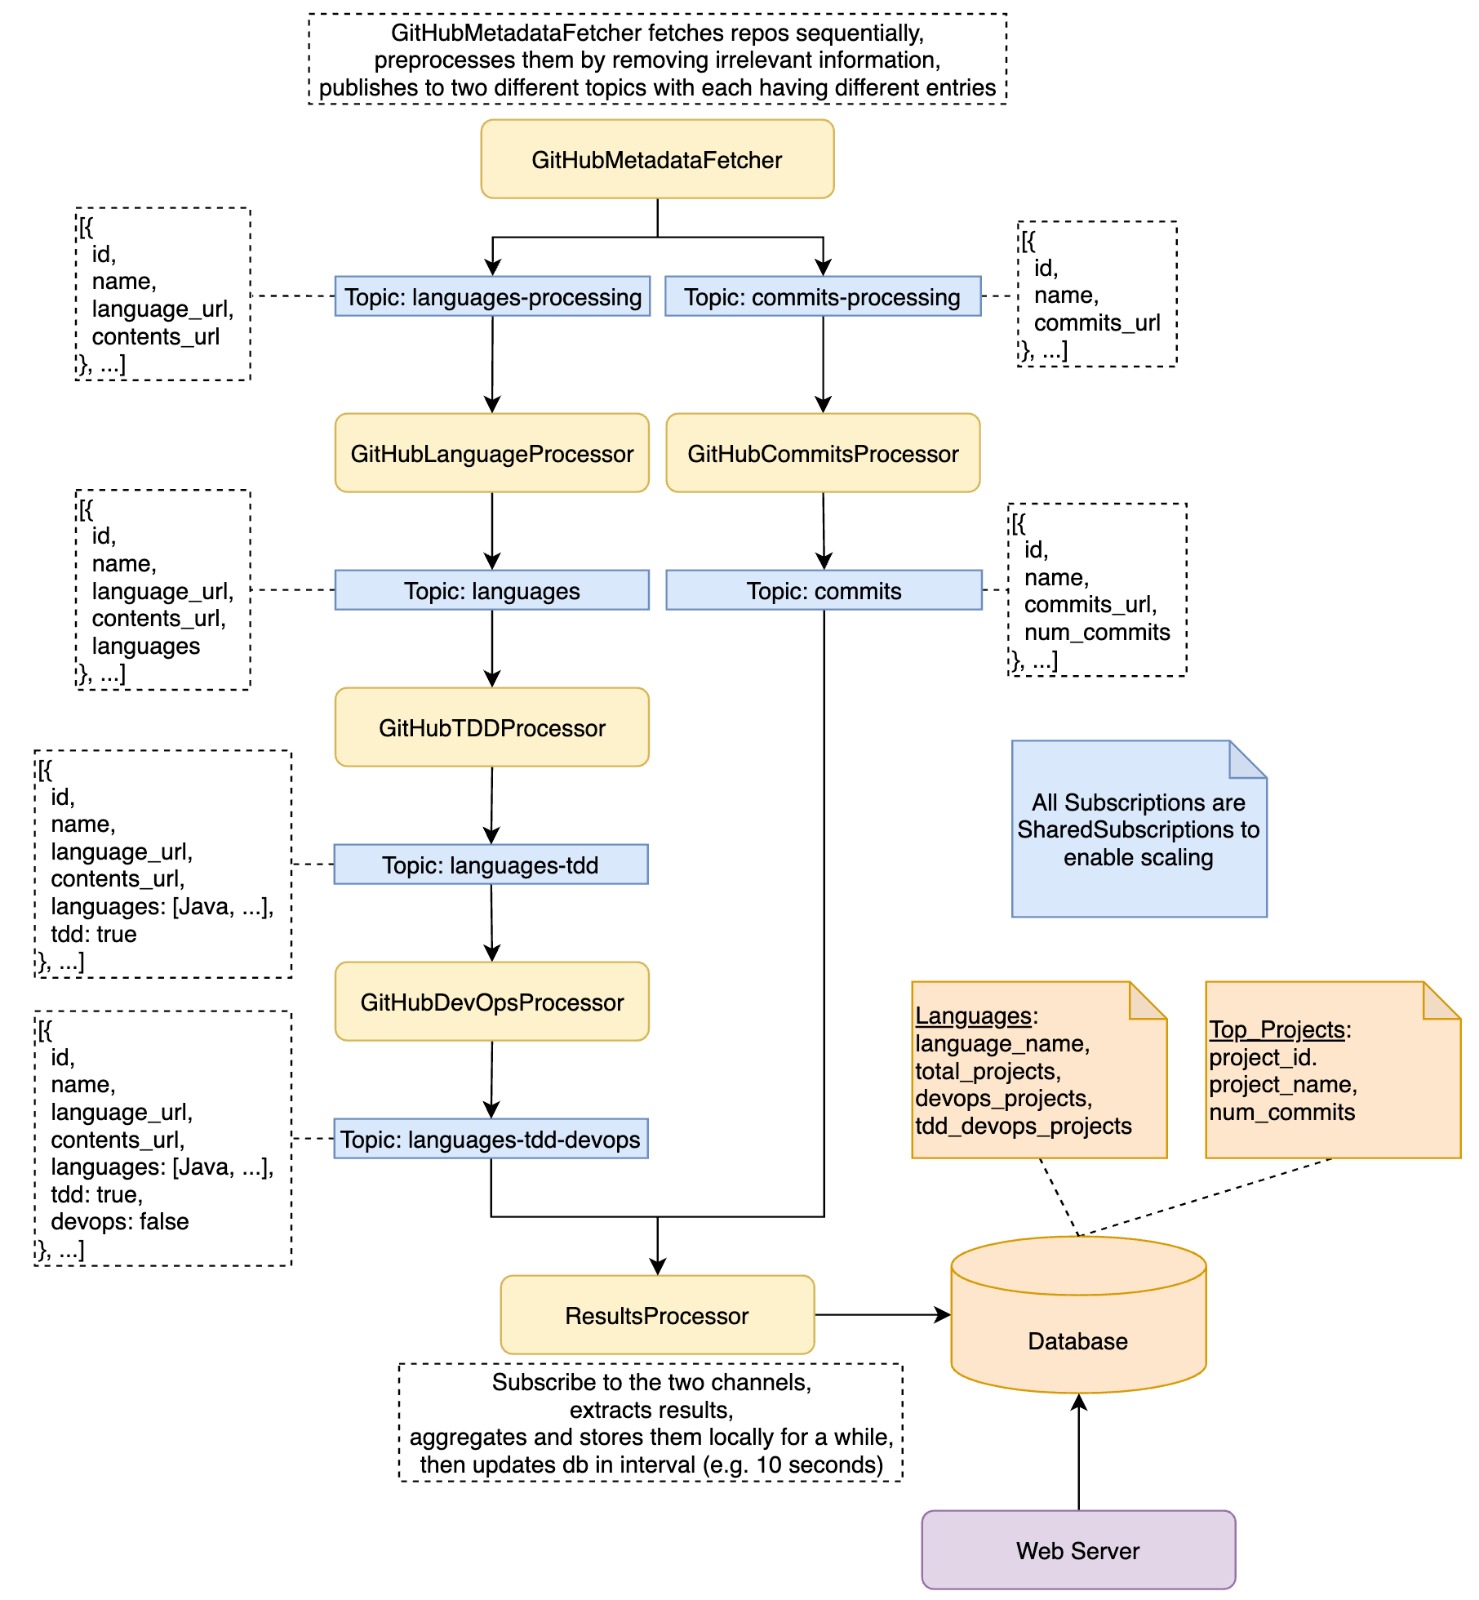 GitHubMetadataFetcher fetches repos sequentially,
preprocesses them by removing irrelevant information,
publishes to two different topics with each having different entries
GitHubMetadataFetcher
[{
id,
name,
language_url,
contents_url
}, ...]
Topic: languages-processing
Topic: commits-processing
[{
id,
name,
commits_url
}, ...]
GitHubLanguageProcessor
GitHubCommitsProcessor
[{
id,
name,
language_url,
contents_url,
languages
}, ...]
Topic: languages
Topic: commits
[{
id,
name,
commits_url,
num_commits
}, ...]
GitHubTDDProcessor
[{
id,
name,
language_url,
contents_url,
languages: [Java, ...],
tdd: true
}, ...]
Topic: languages-tdd
All Subscriptions are
SharedSubscriptions to
enable scaling
GitHubDevOpsProcessor
[{
id,
name,
language_url,
contents_url,
languages: [Java, ...],
tdd: true,
devops: false
}, ...]
Topic: languages-tdd-devops
Languages:
language_name,
total_projects,
devops_projects,
tdd_devops_projects
Top_Projects:
project_id.
project_name,
num_commits
ResultsProcessor
Database
Subscribe to the two channels,
extracts results,
aggregates and stores them locally for a while,
then updates db in interval (e.g. 10 seconds)
Web Server